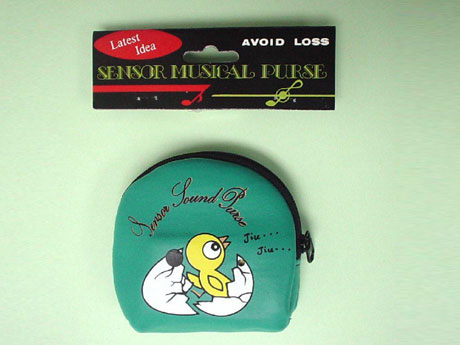 Latest
Idea
AVOID LOSS
SENSOR MUSICAL PURSE
Sensor Sound Purse
Jiu...
Jiu...